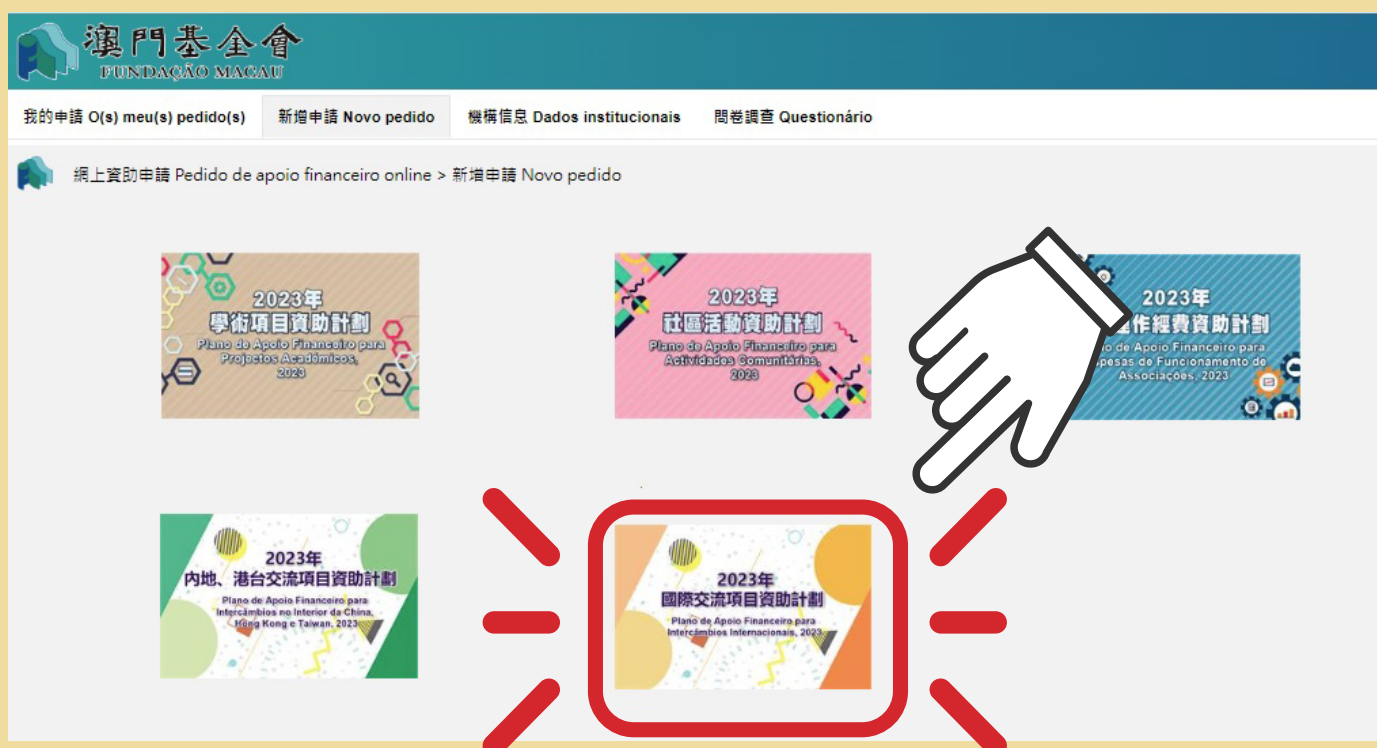 澳門基金會
FUNDAÇÃO MACAU
我的申請 O(s) meu(s) pedido(s) 新增申請 Novo pedido 機構信息 Dados institucionais 問卷調查 Questionário
網上資助申請 Pedido de apoio financeiro online > 新增申請 Novo pedido
2023年
學術項目資助計劃
Plano de Apoio Financeiro para
Projectos Académicos,
2023
2023年
社區活動資助計劃
Plano de Apoio Financeiro para
Actividades Comunitárias,
2023
2023年
作經費資助計劃
de Apoio Financeiro para
pesas de Funcionamento de
Associações, 2023
2023年
內地、港台交流項目資助計劃
Plano de Apoio Financeiro para
Intercâmbios no Interior da China,
Hong Kong e Taiwan, 2023
2023年
國際交流項目資助計劃
Plano de Apoio Financeiro para
Intercâmbios Internacionais, 2023